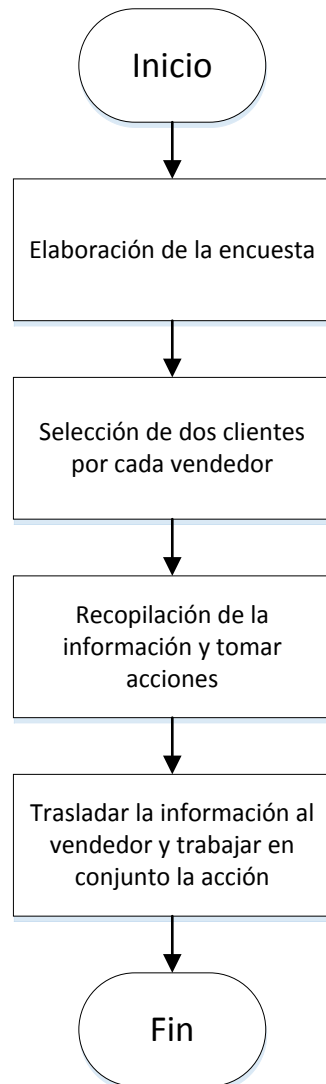 Inicio
Elaboración de la encuesta
Selección de dos clientes
por cada vendedor
Recopilación de la
información y tomar
acciones
Trasladar la información al
vendedor y trabajar en
conjunto la acción
Fin